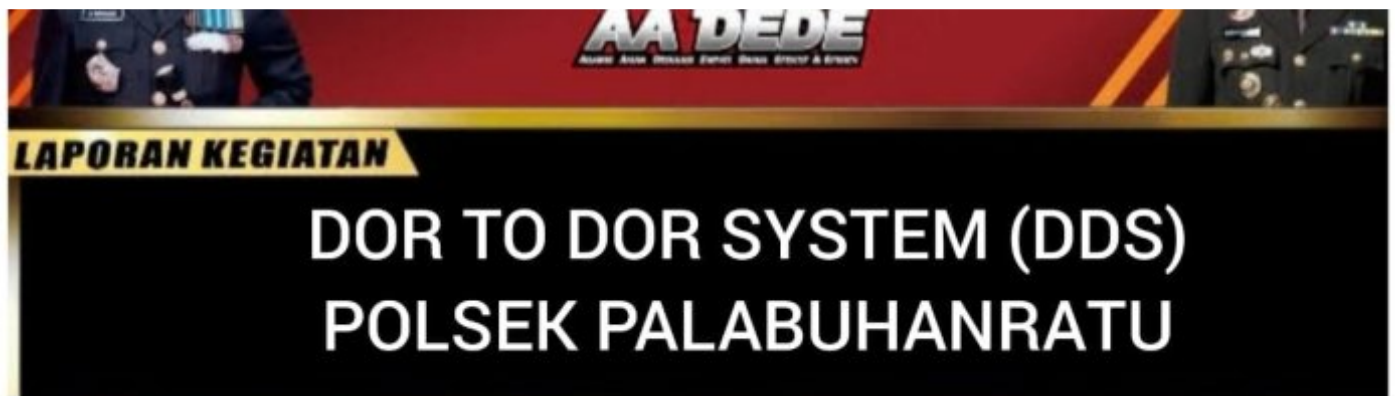 AA DEDE
LAPORAN KEGIATAN
DOR TO DOR SYSTEM (DDS)
POLSEK PALABUHANRATU